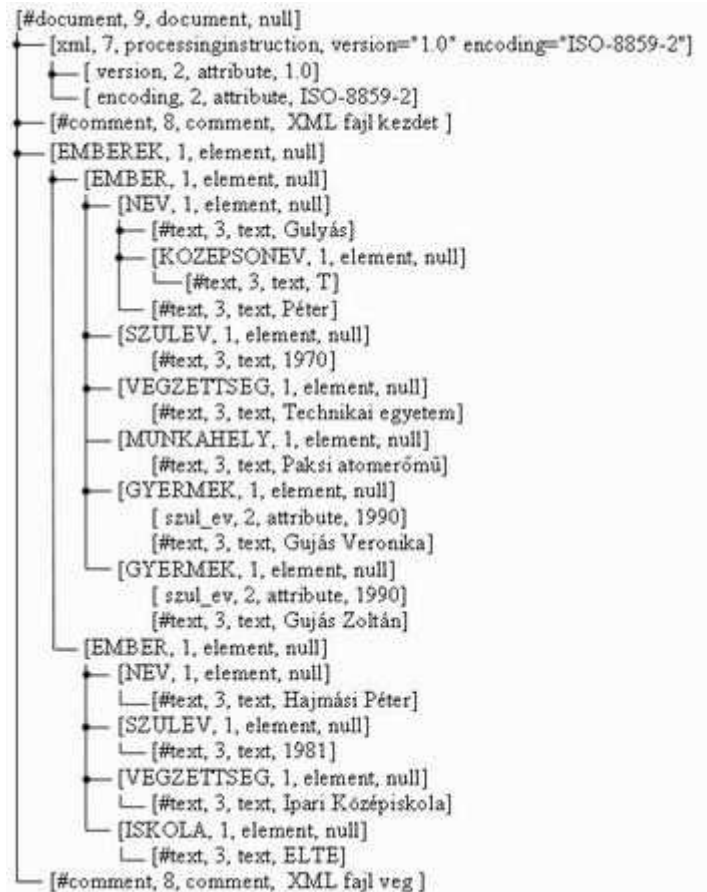 [#document, 9, document, null]
[xml, 7, processinginstruction, version="1.0" encoding="ISO-8859-2"]
[ version, 2, attribute, 1.0]
[ encoding, 2, attribute, ISO-8859-2]
[#comment, 8, comment, XML fajl kezdet ]
[EMBEREK, 1, element, null]
[EMBER, 1, element, null]
[NEV, 1, element, null]
[#text, 3, text, Gulyás]
[KOZEPSONEV, 1, element, null]
[#text, 3, text, T]
[#text, 3, text, Péter]
[SZULEV, 1, element, null]
[#text, 3, text, 1970]
[VEGZETTSEG, 1, element, null]
[#text, 3, text, Technikai egyetem]
[MUNKAHELY, 1, element, null]
[#text, 3, text, Paksi atomerőmű]
[GYERMEK, 1, element, null]
[ szul_ev, 2, attribute, 1990]
[#text, 3, text, Gujás Veronika]
[GYERMEK, 1, element, null]
[ szul_ev, 2, attribute, 1990]
[#text, 3, text, Gujás Zoltán]
[EMBER, 1, element, null]
[NEV, 1, element, null]
[#text, 3, text, Hajmási Péter]
[SZULEV, 1, element, null]
[#text, 3, text, 1981]
[VEGZETTSEG, 1, element, null]
[#text, 3, text, Ipari Középiskola]
[ISKOLA, 1, element, null]
[#text, 3, text, ELTE]
[#comment, 8, comment, XML fajl veg ]